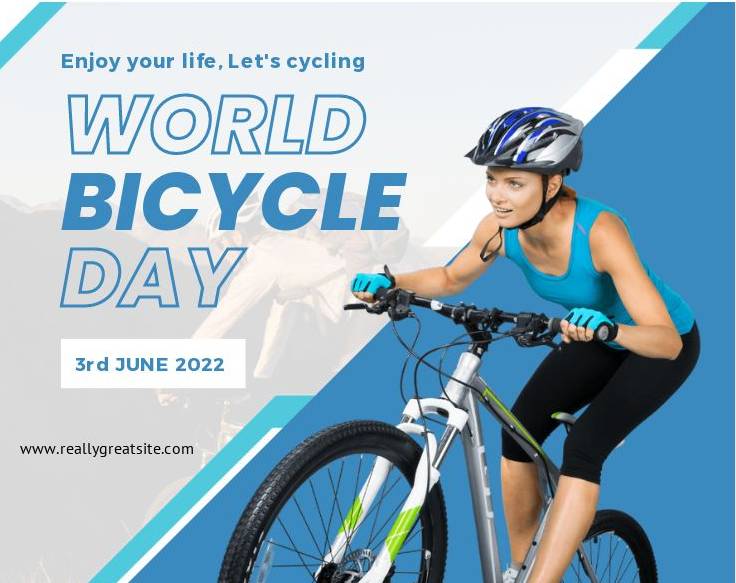 Enjoy your life, Let's cycling
WORLD
BICYCLE
DAY
3rd JUNE 2022
www.reallygreatsite.com